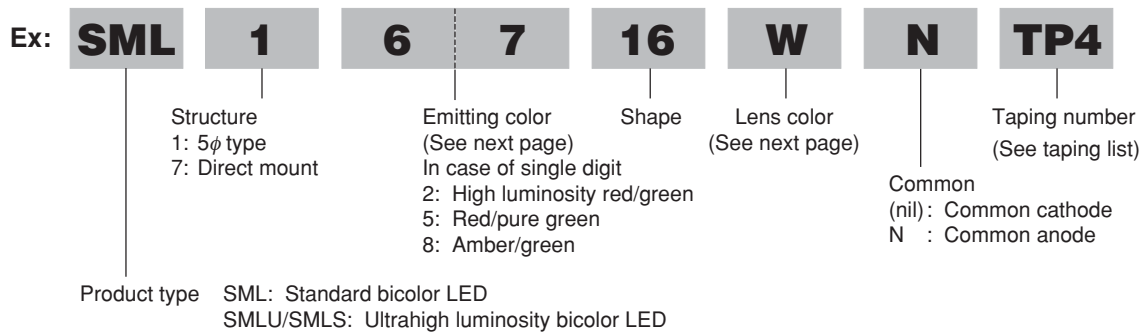 Ex: SML 1 6 7 16 W N TP4
Structure
1: 5ϕ type
7: Direct mount
Emitting color
(See next page)
In case of single digit
2: High luminosity red/green
5: Red/pure green
8: Amber/green
Shape
Lens color
(See next page)
Taping number
(See taping list)
Common
(nil): Common cathode
N : Common anode
Product type SML: Standard bicolor LED
SMLU/SMLS: Ultrahigh luminosity bicolor LED